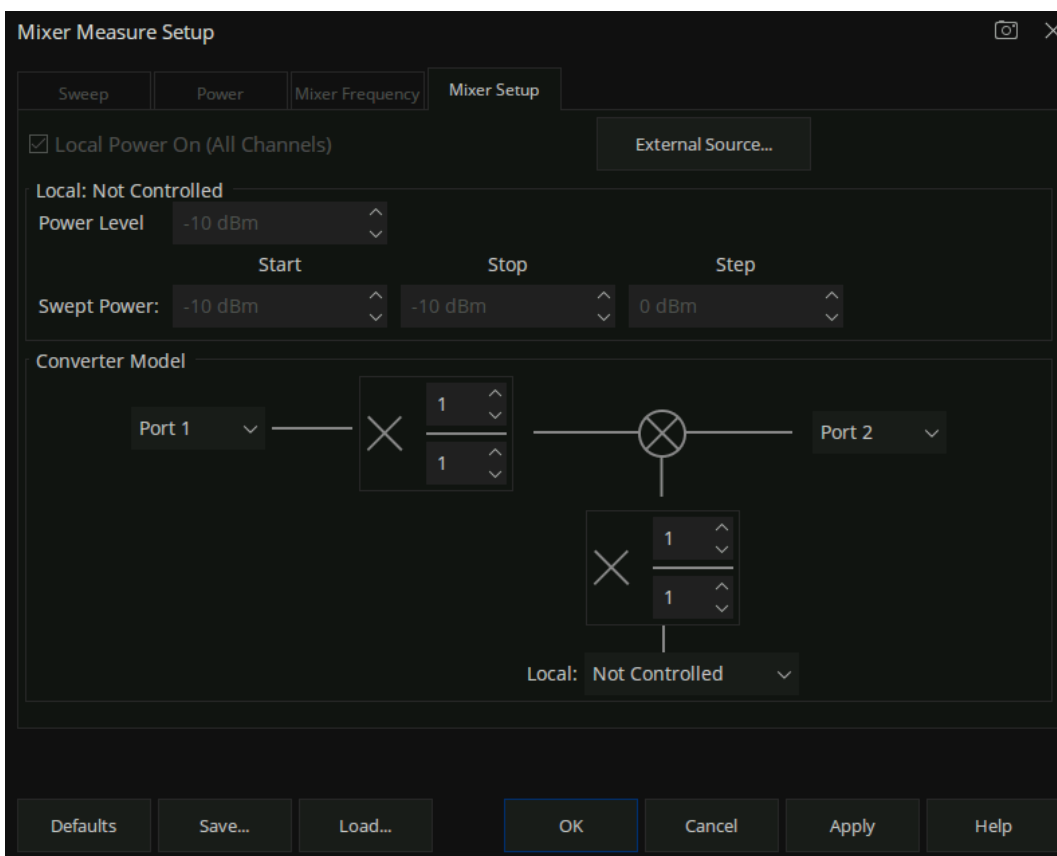 Mixer Measure Setup
Sweep Power Mixer Frequency Mixer Setup
Local Power On (All Channels) External Source...
Local: Not Controlled
Power Level -10 dBm
Start Stop Step
Swept Power: -10 dBm -10 dBm 0 dBm
Converter Model
1
Port 1 Port 2
1
1
1
Local: Not Controlled
Defaults Save... Load... OK Cancel Apply Help